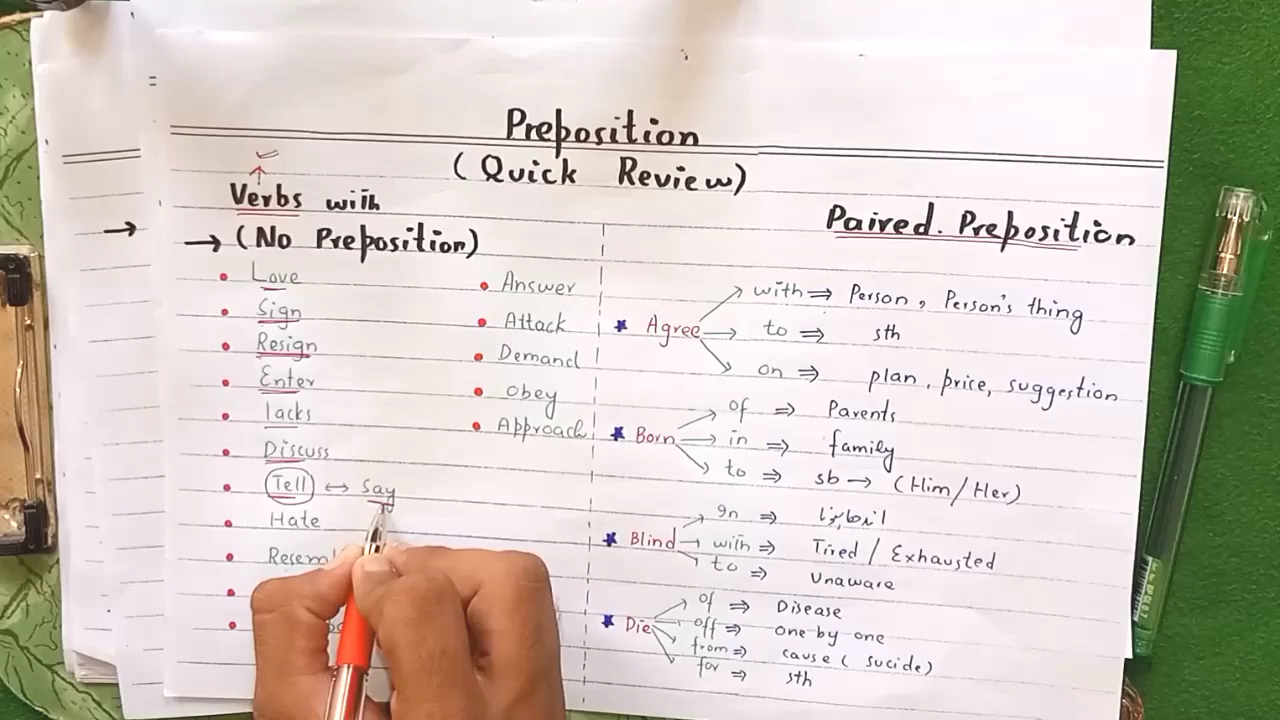 Preposition
(Quick Review)
Verbs with
→ → (No Preposition)
• Love
• Sign
• Resign
• Enter
• lacks
• Discuss
• Tell ↔ Say
• Hate
• Answer
• Attack
• Demand
• Obey
• Approach
Paired. Preposition
★ Agree
with ⇒ Person, Person's thing
to ⇒ sth
on ⇒ plan, price, suggestion
★ Born
of ⇒ Parents
in ⇒ family
to ⇒ sb → (Him/Her)
★ Blind
in ⇒
with ⇒ Tired / Exhausted
to ⇒ Unaware
★ Die
of ⇒ Disease
off ⇒ one by one
from ⇒ cause ( sucide)
for ⇒ sth